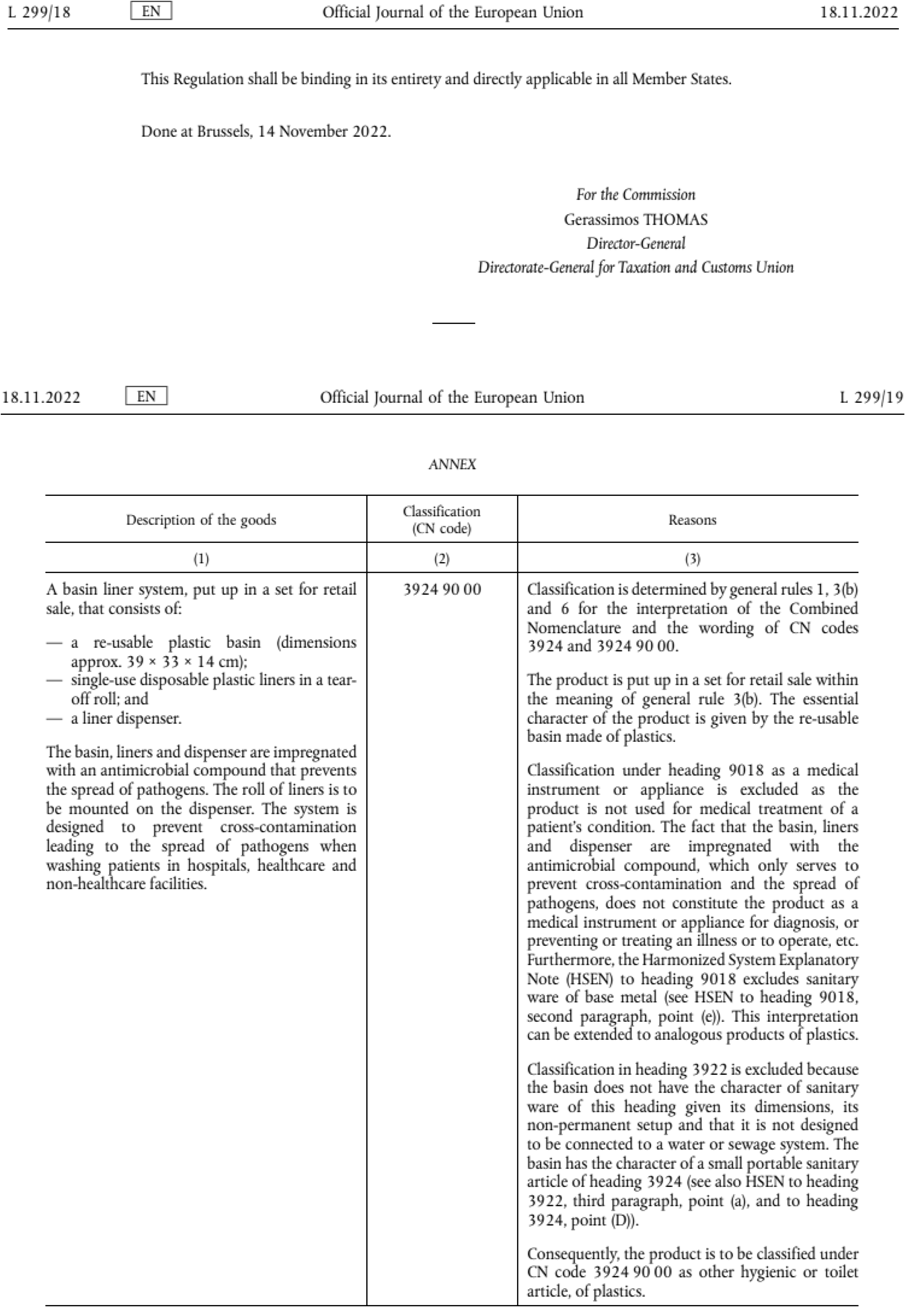 L 299/18 EN Official Journal of the European Union 18.11.2022
This Regulation shall be binding in its entirety and directly applicable in all Member States.
Done at Brussels, 14 November 2022.
For the Commission
Gerassimos THOMAS
Director-General
Directorate-General for Taxation and Customs Union
18.11.2022 EN Official Journal of the European Union L 299/19
ANNEX
Description of the goods
Classification
(CN code)
Reasons
(1)
(2)
(3)
A basin liner system, put up in a set for retail
sale, that consists of:
— a re-usable plastic basin (dimensions
approx. 39 × 33 × 14 cm);
— single-use disposable plastic liners in a tear-
off roll; and
— a liner dispenser.
The basin, liners and dispenser are impregnated
with an antimicrobial compound that prevents
the spread of pathogens. The roll of liners is to
be mounted on the dispenser. The system is
designed to prevent cross-contamination
leading to the spread of pathogens when
washing patients in hospitals, healthcare and
non-healthcare facilities.
3924 90 00
Classification is determined by general rules 1, 3(b)
and 6 for the interpretation of the Combined
Nomenclature and the wording of CN codes
3924 and 3924 90 00.
The product is put up in a set for retail sale within
the meaning of general rule 3(b). The essential
character of the product is given by the re-usable
basin made of plastics.
Classification under heading 9018 as a medical
instrument or appliance is excluded as the
product is not used for medical treatment of a
patient's condition. The fact that the basin, liners
and dispenser are impregnated with the
antimicrobial compound, which only serves to
prevent cross-contamination and the spread of
pathogens, does not constitute the product as a
medical instrument or appliance for diagnosis, or
preventing or treating an illness or to operate, etc.
Furthermore, the Harmonized System Explanatory
Note (HSEN) to heading 9018 excludes sanitary
ware of base metal (see HSEN to heading 9018,
second paragraph, point (e)). This interpretation
can be extended to analogous products of plastics.
Classification in heading 3922 is excluded because
the basin does not have the character of sanitary
ware of this heading given its dimensions, its
non-permanent setup and that it is not designed
to be connected to a water or sewage system. The
basin has the character of a small portable sanitary
article of heading 3924 (see also HSEN to heading
3922, third paragraph, point (a), and to heading
3924, point (D)).
Consequently, the product is to be classified under
CN code 3924 90 00 as other hygienic or toilet
article, of plastics.